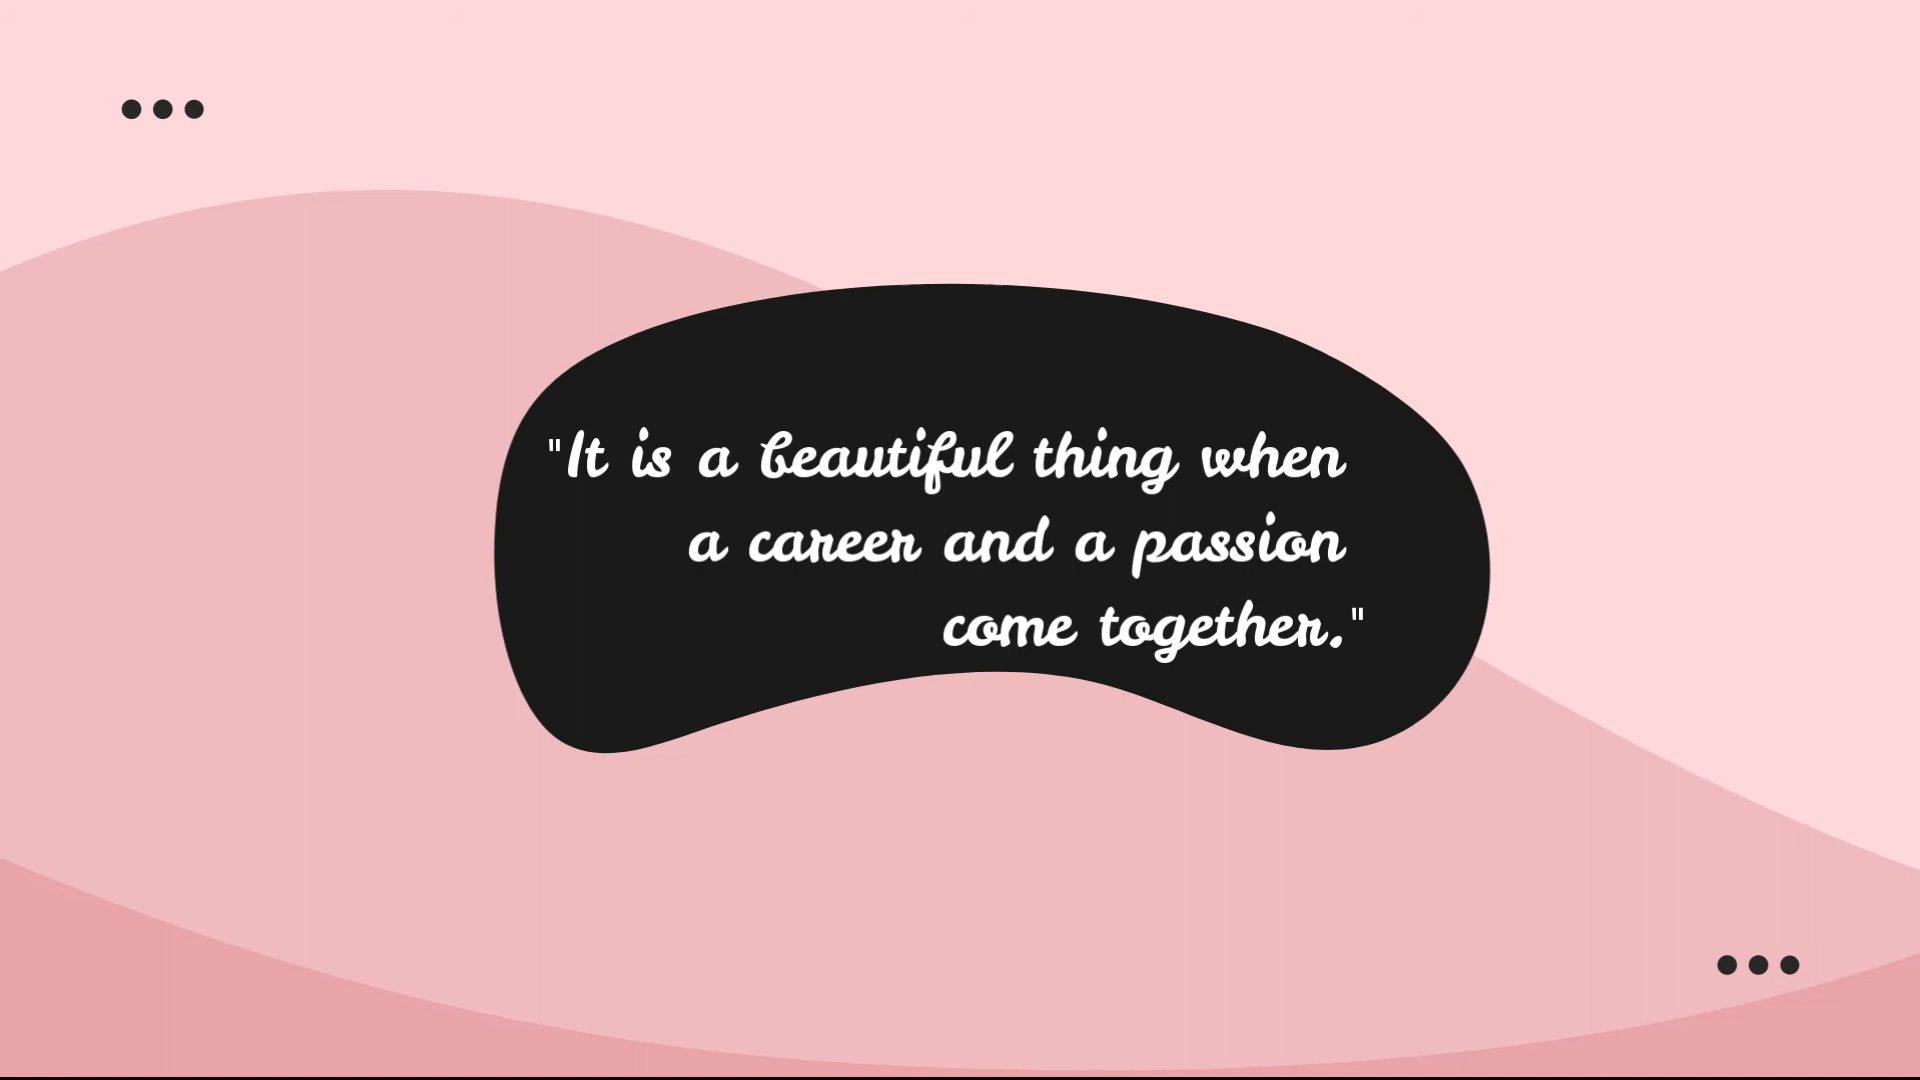 "It is a beautiful thing when
a career and a passion
come together."